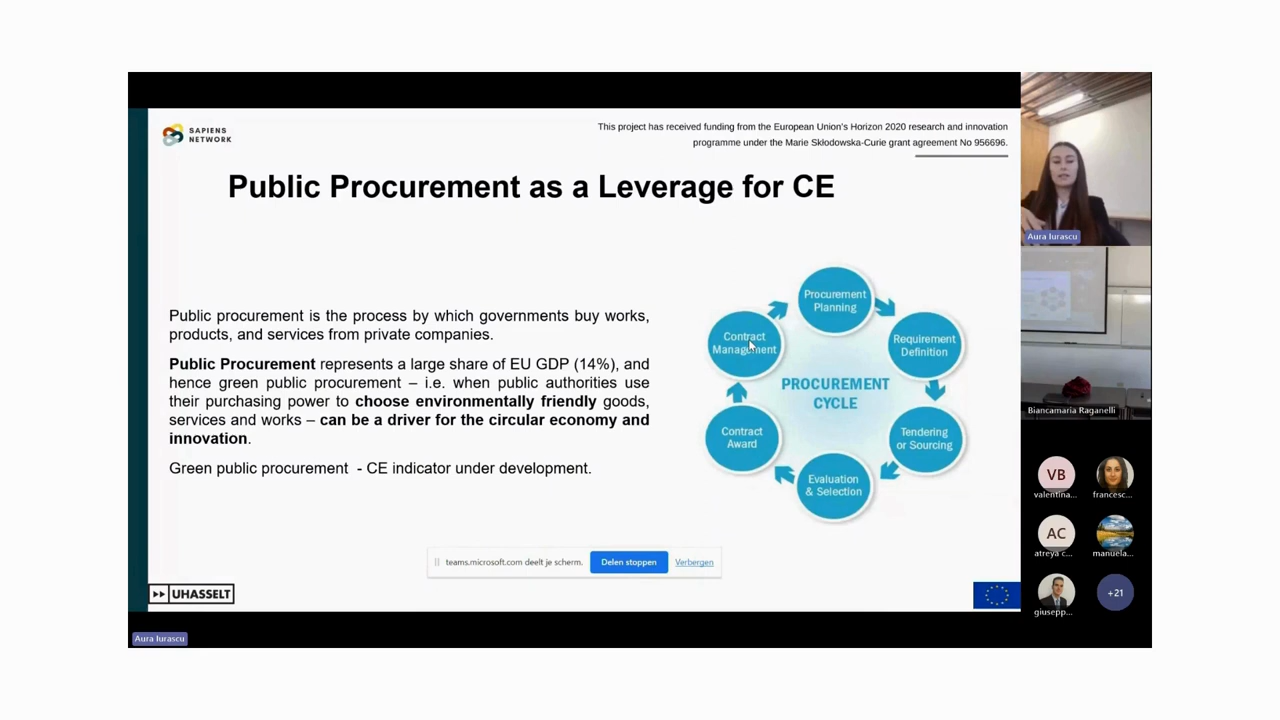 SAPIENS
NETWORK
This project has received funding from the European Union's Horizon 2020 research and innovation
programme under the Marie Skłodowska-Curie grant agreement No 956696.
Public Procurement as a Leverage for CE
Public procurement is the process by which governments buy works,
products, and services from private companies.
Public Procurement represents a large share of EU GDP (14%), and
hence green public procurement – i.e. when public authorities use
their purchasing power to choose environmentally friendly goods,
services and works – can be a driver for the circular economy and
innovation.
Green public procurement - CE indicator under development.
Procurement
Planning
Requirement
Definition
Tendering
or Sourcing
Evaluation
& Selection
Contract
Award
Contract
Management
PROCUREMENT
CYCLE
teams.microsoft.com deelt je scherm.
Delen stoppen
Verbergen
UHASSELT
Aura Iurascu
Aura Iurascu
Biancamaria Raganelli
VB
valentina...
francesc...
AC
atreya c...
manuela...
giusepp...
+21